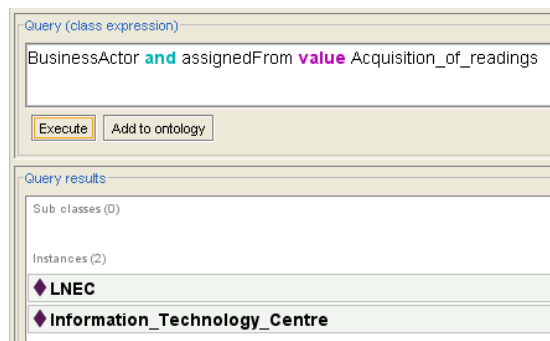 Query (class expression)
BusinessActor and assignedFrom value Acquisition_of_readings
Execute Add to ontology
Query results
Sub classes (0)
Instances (2)
LNEC
Information_Technology_Centre